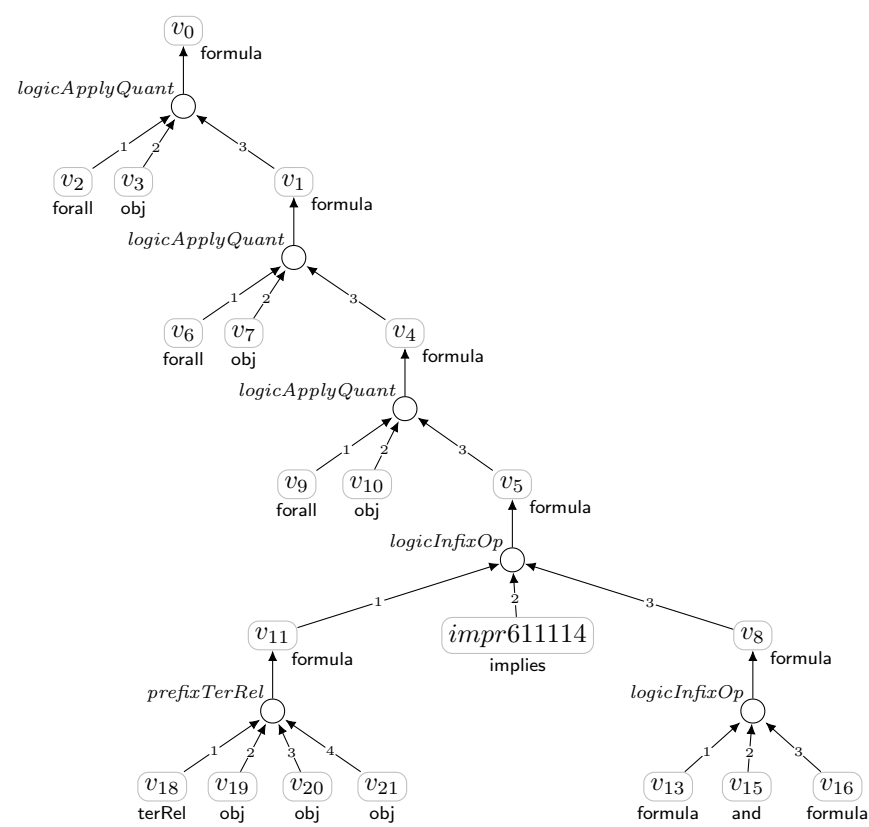 v0
formula
logicApplyQuant
1 2 3
v2 v3 v1
forall obj formula
logicApplyQuant
1 2 3
v6 v7 v4
forall obj formula
logicApplyQuant
1 2 3
v9 v10 v5
forall obj formula
logicInfixOp
1 2 3
v11 impr611114 v8
formula implies formula
prefixTerRel logicInfixOp
1 2 3 4 1 2 3
v18 v19 v20 v21 v13 v15 v16
terRel obj obj obj formula and formula